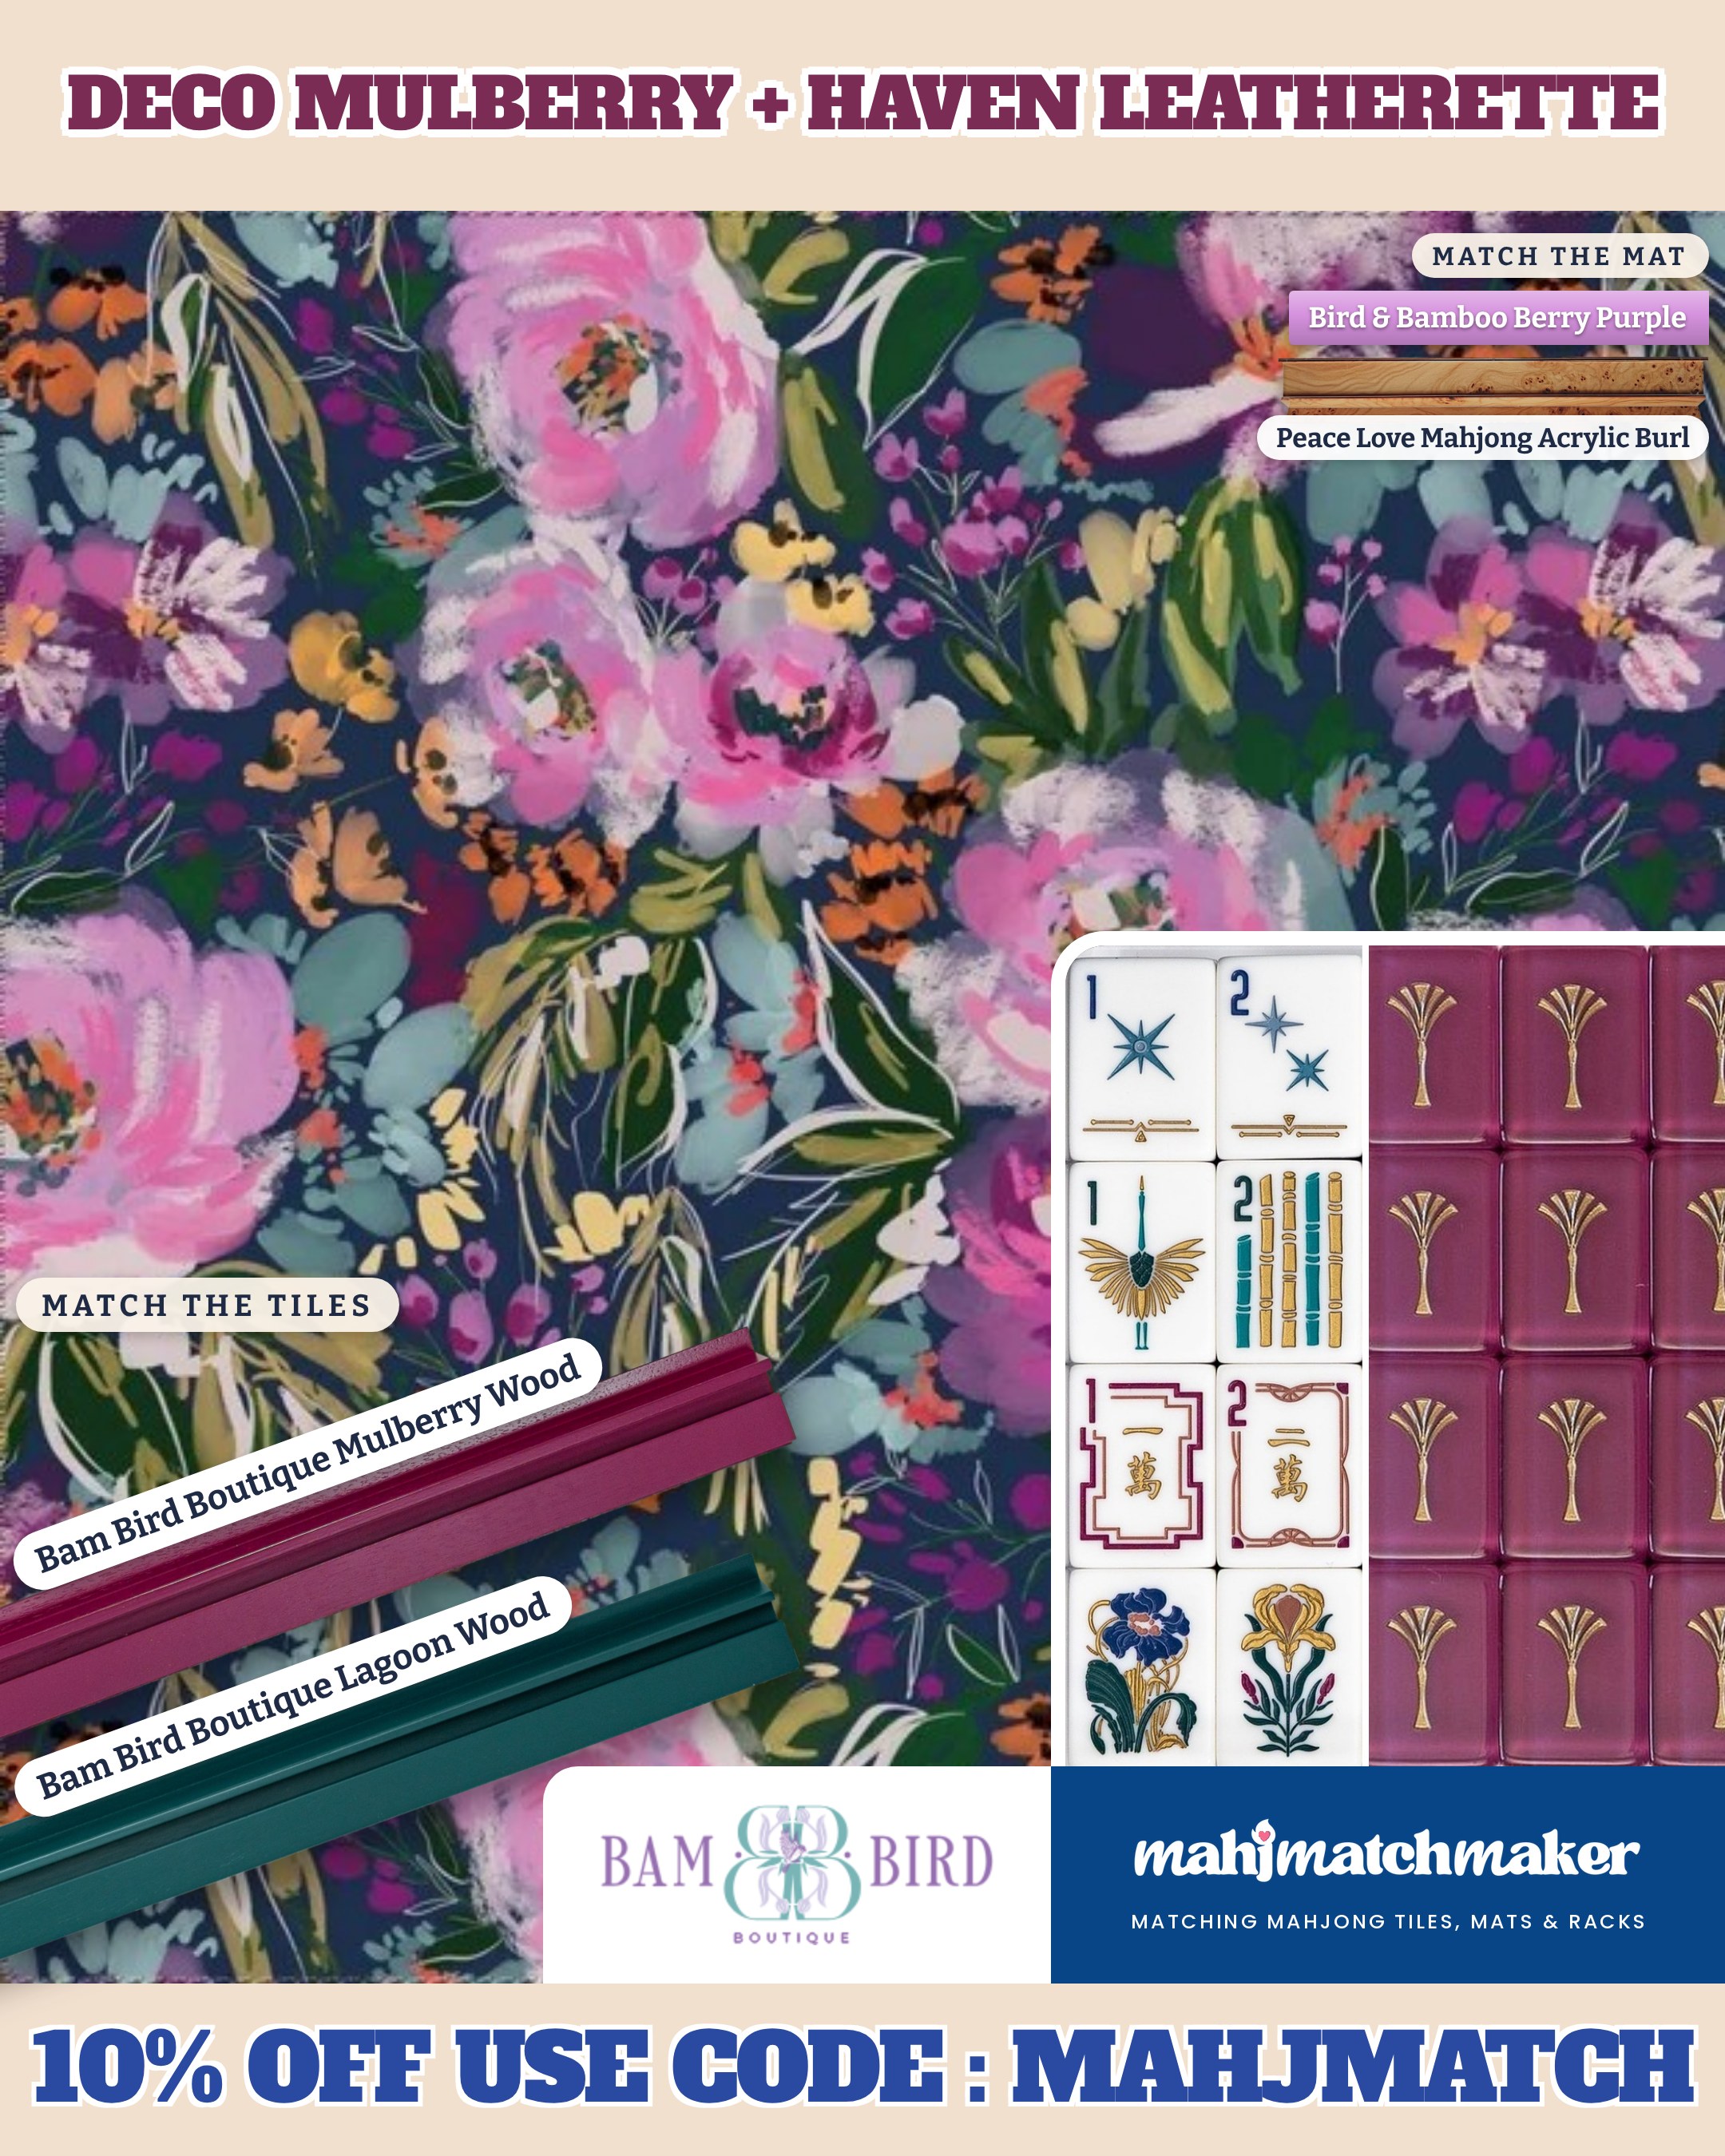 DECO MULBERRY + HAVEN LEATHERETTE
MATCH THE MAT
Bird & Bamboo Berry Purple
Peace Love Mahjong Acrylic Burl
1
2
1
2
1
一
萬
2
二
萬
MATCH THE TILES
Bam Bird Boutique Mulberry Wood
Bam Bird Boutique Lagoon Wood
BAM BIRD
BOUTIQUE
mahjmatchmaker
MATCHING MAHJONG TILES, MATS & RACKS
10% OFF USE CODE : MAHJMATCH